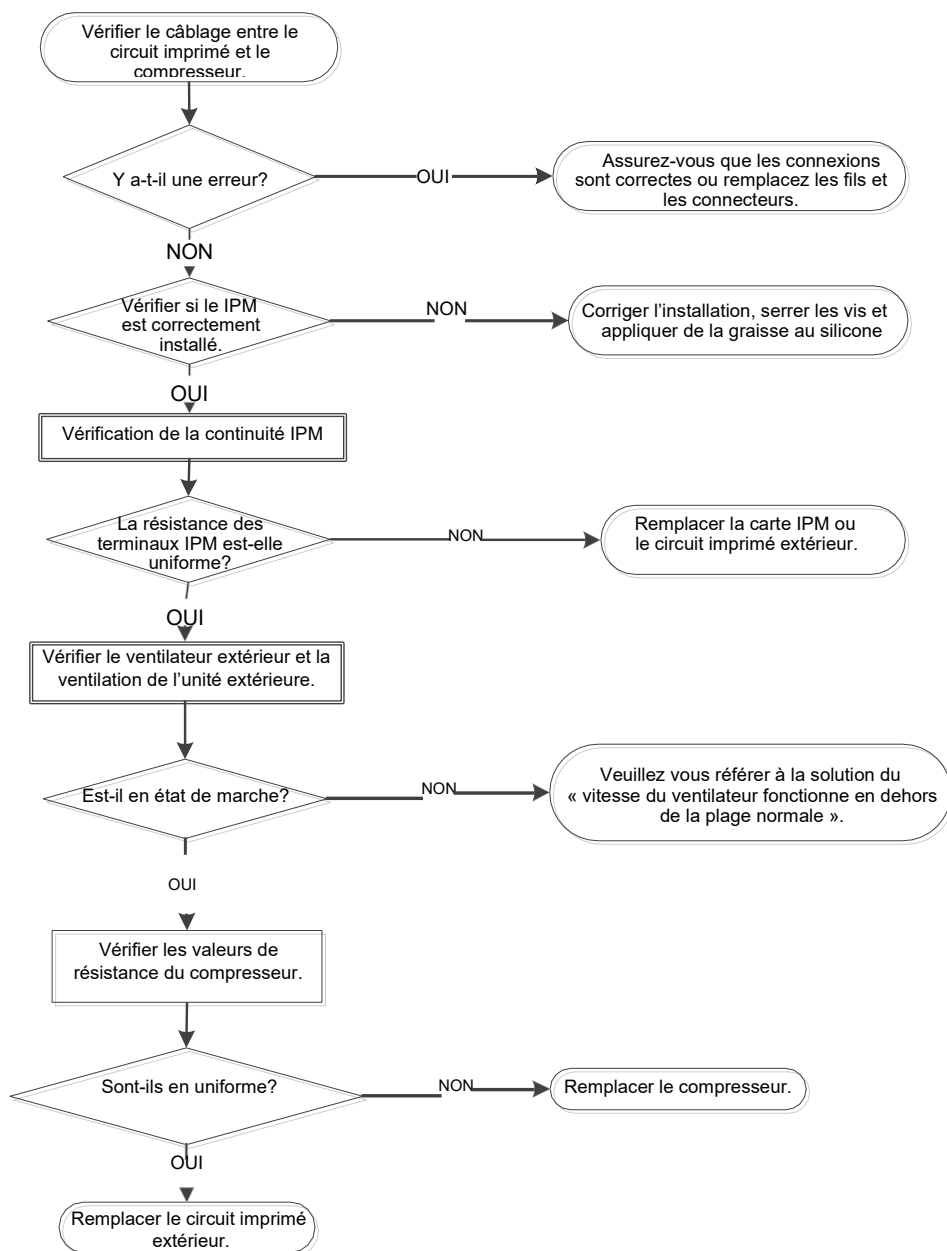 Vérifier le câblage entre le
circuit imprimé et le
compresseur.
Y a-t-il une erreur?
OUI
Assurez-vous que les connexions
sont correctes ou remplacez les fils et
les connecteurs.
NON
Vérifier si le IPM
est correctement
installé.
NON
Corriger l’installation, serrer les vis et
appliquer de la graisse au silicone
OUI
Vérification de la continuité IPM
La résistance des
terminaux IPM est-elle
uniforme?
NON
Remplacer la carte IPM ou
le circuit imprimé extérieur.
OUI
Vérifier le ventilateur extérieur et la
ventilation de l’unité extérieure.
Est-il en état de marche?
NON
Veuillez vous référer à la solution du
« vitesse du ventilateur fonctionne en dehors
de la plage normale ».
OUI
Vérifier les valeurs de
résistance du compresseur.
Sont-ils en uniforme?
NON
Remplacer le compresseur.
OUI
Remplacer le circuit imprimé
extérieur.